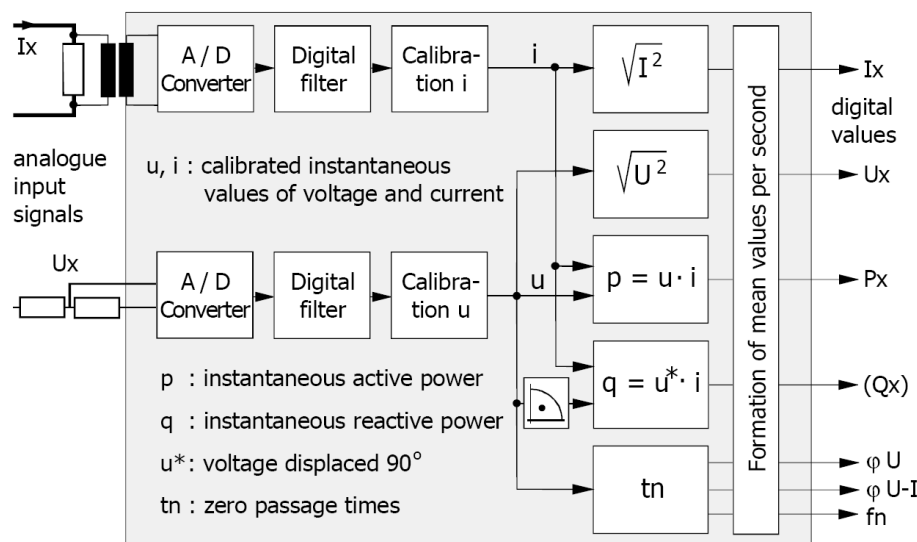 Ix
A / D
Converter
Digital
filter
Calibra-
tion i
i
√I²
Ix
digital
values
analogue
input
signals
u, i : calibrated instantaneous
values of voltage and current
√U²
Ux
Ux
A / D
Converter
Digital
filter
Calibra-
tion u
u
p = u · i
Px
p : instantaneous active power
q : instantaneous reactive power
u* : voltage displaced 90°
tn : zero passage times
q = u* · i
(Qx)
tn
φ U
φ U-I
fn
Formation of mean values per second